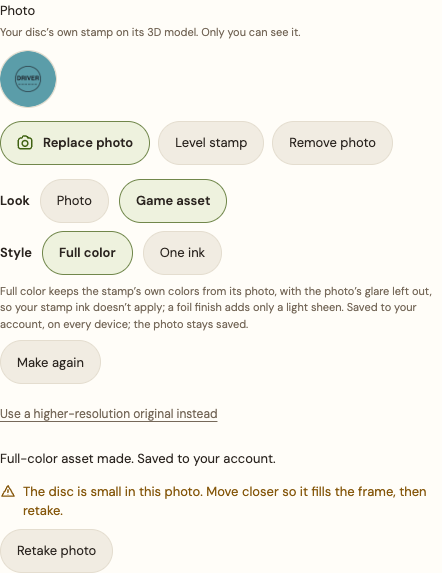 Photo
Your disc’s own stamp on its 3D model. Only you can see it.
DRIVER
Replace photo
Level stamp
Remove photo
Look
Photo
Game asset
Style
Full color
One ink
Full color keeps the stamp’s own colors from its photo, with the photo’s glare left out,
so your stamp ink doesn’t apply; a foil finish adds only a light sheen. Saved to your
account, on every device; the photo stays saved.
Make again
Use a higher-resolution original instead
Full-color asset made. Saved to your account.
The disc is small in this photo. Move closer so it fills the frame, then
retake.
Retake photo